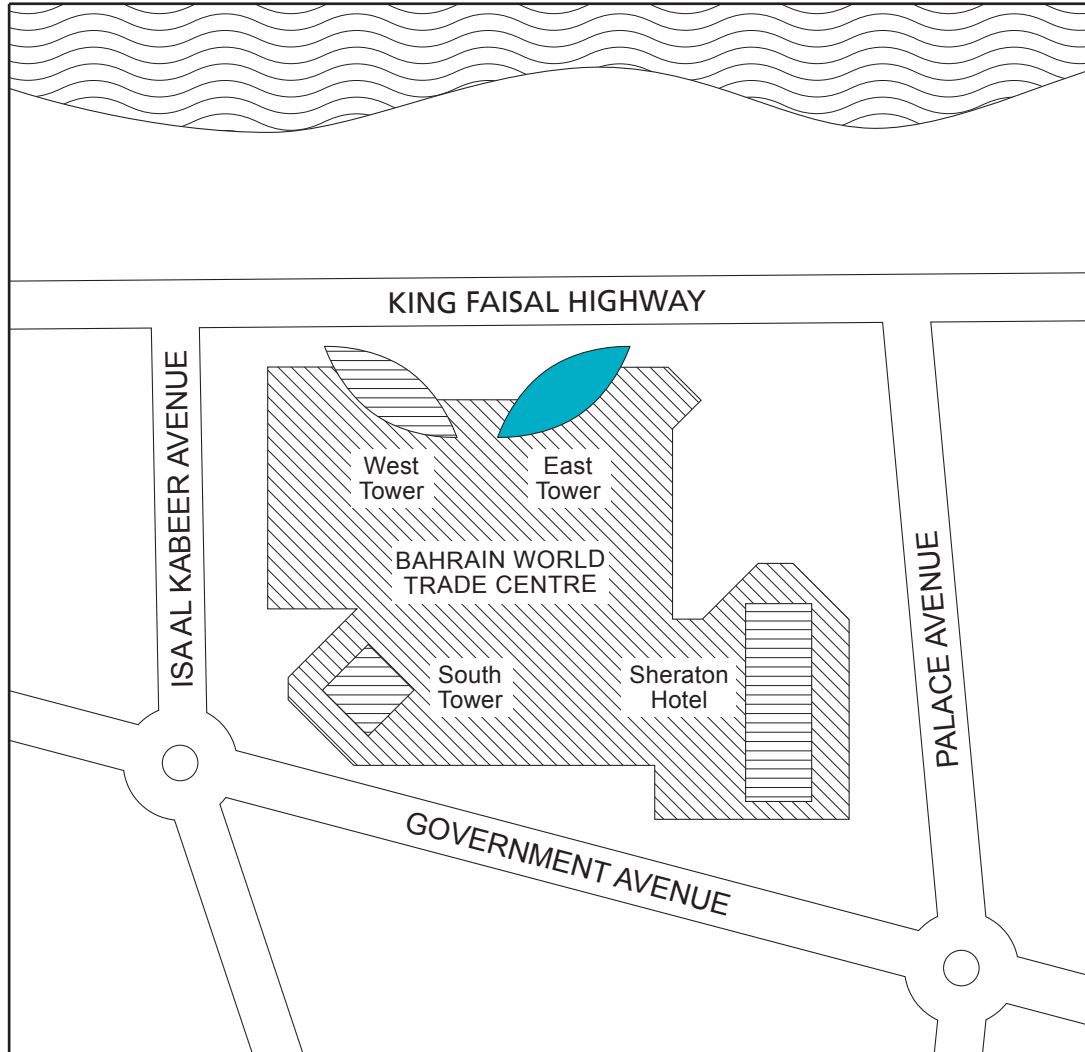 KING FAISAL HIGHWAY
ISA AL KABEER AVENUE
West
Tower
East
Tower
BAHRAIN WORLD
TRADE CENTRE
PALACE AVENUE
South
Tower
Sheraton
Hotel
GOVERNMENT AVENUE